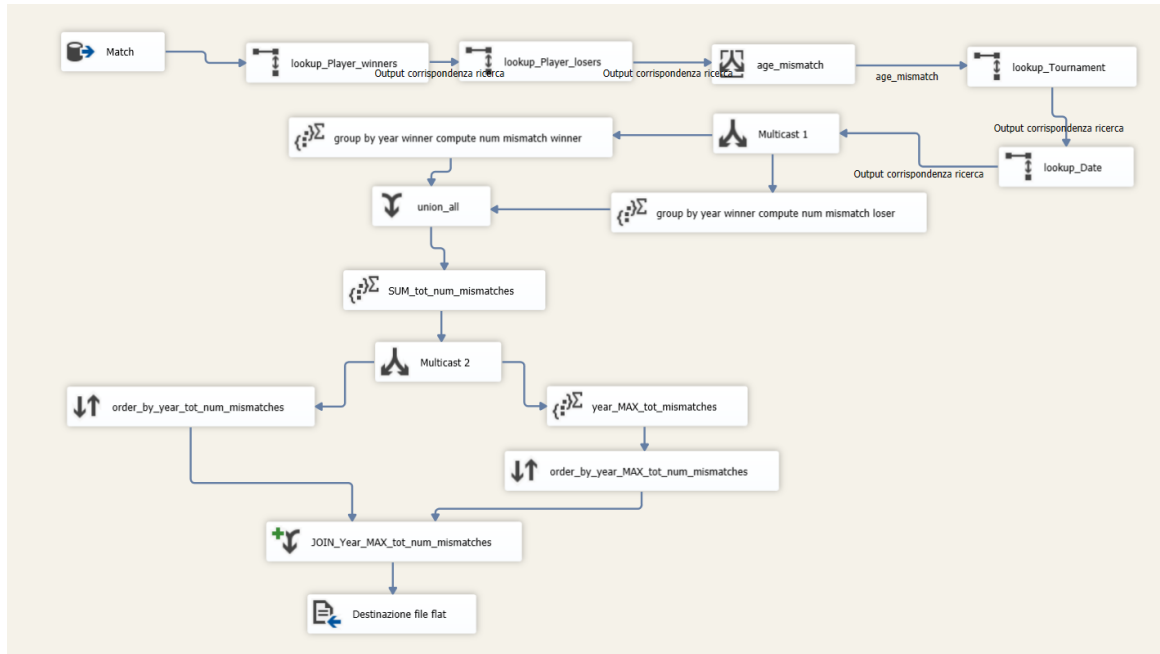 Match
lookup_Player_winners
Output corrispondenza ricerca
lookup_Player_losers
Output corrispondenza ricerca
age_mismatch
age_mismatch
lookup_Tournament
Output corrispondenza ricerca
lookup_Date
Output corrispondenza ricerca
Multicast 1
group by year winner compute num mismatch winner
group by year winner compute num mismatch loser
union_all
SUM_tot_num_mismatches
Multicast 2
order_by_year_tot_num_mismatches
year_MAX_tot_mismatches
order_by_year_MAX_tot_num_mismatches
JOIN_Year_MAX_tot_num_mismatches
Destinazione file flat